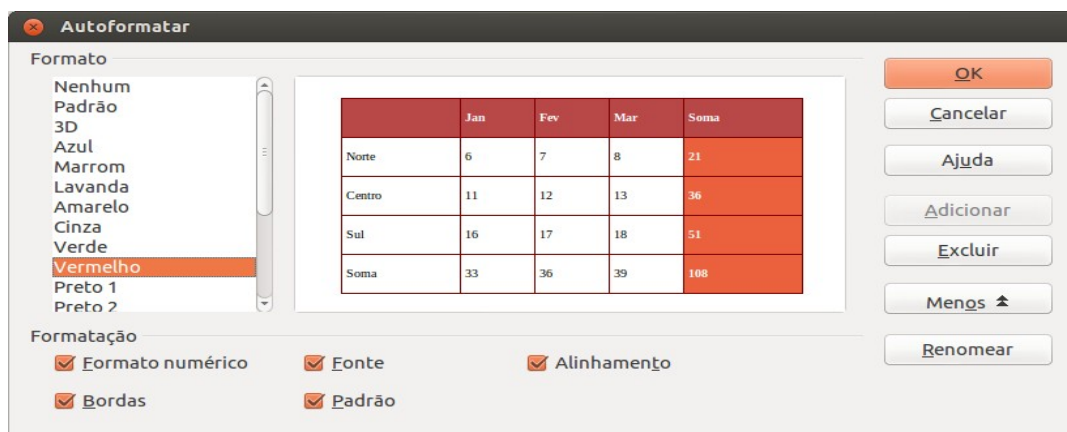 Autoformatar
Formato
Nenhum
Padrão
3D
Azul
Marrom
Lavanda
Amarelo
Cinza
Verde
Vermelho
Preto 1
Preto 2
Jan Fev Mar Soma
Norte 6 7 8 21
Centro 11 12 13 36
Sul 16 17 18 51
Soma 33 36 39 108
OK
Cancelar
Ajuda
Adicionar
Excluir
Menos
Renomear
Formatação
Formato numérico Fonte Alinhamento
Bordas Padrão